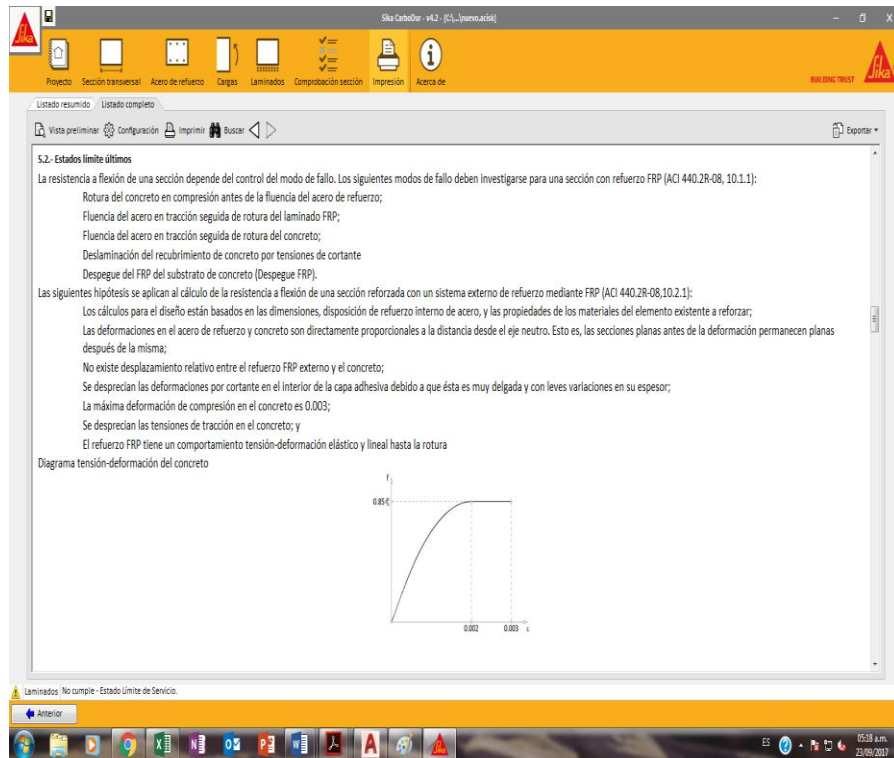 Sika CarboDur - v4.2 - [C:\,..\nuevo.acisk]
Sika
Proyecto Sección transversal Acero de refuerzo Cargas Laminados Comprobación sección Impresión Acerca de
BUILDING TRUST
Sika
Listado resumido Listado completo
Vista preliminar Configuración Imprimir Buscar Exportar
5.2.- Estados límite últimos
La resistencia a flexión de una sección depende del control del modo de fallo. Los siguientes modos de fallo deben investigarse para una sección con refuerzo FRP (ACI 440.2R-08, 10.1.1):
Rotura del concreto en compresión antes de la fluencia del acero de refuerzo;
Fluencia del acero en tracción seguida de rotura del laminado FRP;
Fluencia del acero en tracción seguida de rotura del concreto;
Deslaminación del recubrimiento de concreto por tensiones de cortante
Despegue del FRP del substrato de concreto (Despegue FRP).
Las siguientes hipótesis se aplican al cálculo de la resistencia a flexión de una sección reforzada con un sistema externo de refuerzo mediante FRP (ACI 440.2R-08,10.2.1):
Los cálculos para el diseño están basados en las dimensiones, disposición de refuerzo interno de acero, y las propiedades de los materiales del elemento existente a reforzar;
Las deformaciones en el acero de refuerzo y concreto son directamente proporcionales a la distancia desde el eje neutro. Esto es, las secciones planas antes de la deformación permanecen planas
después de la misma;
No existe desplazamiento relativo entre el refuerzo FRP externo y el concreto;
Se desprecian las deformaciones por cortante en el interior de la capa adhesiva debido a que ésta es muy delgada y con leves variaciones en su espesor;
La máxima deformación de compresión en el concreto es 0.003;
Se desprecian las tensiones de tracción en el concreto; y
El refuerzo FRP tiene un comportamiento tensión-deformación elástico y lineal hasta la rotura
Diagrama tensión-deformación del concreto
f
0.002 0.003 ε
Laminados No cumple - Estado Límite de Servicio.
Anterior
ES 05:18 a.m.
23/09/2017